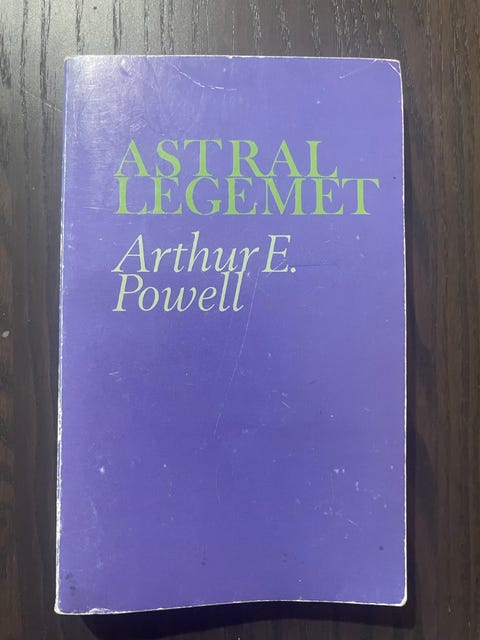 ASTRAL
LEGEMET
Arthur E.
Powell